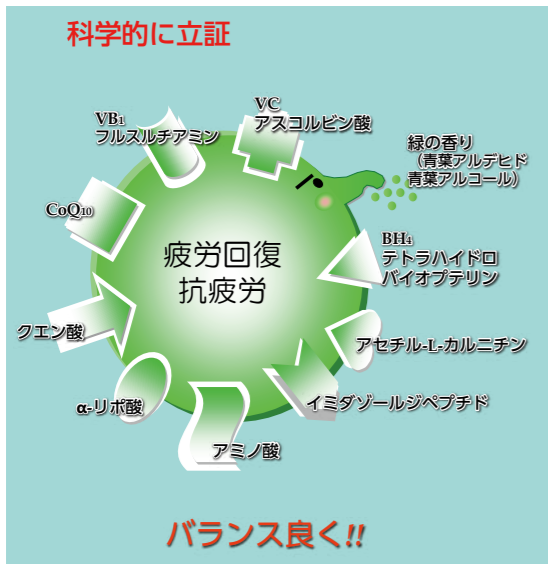 科学的に立証
VB1
フルスルチアミン
VC
アスコルビン酸
緑の香り
(青葉アルデヒド
青葉アルコール)
CoQ10
BH4
テトラハイドロ
バイオプテリン
疲労回復
抗疲労
クエン酸
アセチル-L-カルニチン
α-リポ酸
イミダゾールジペプチド
アミノ酸
バランス良く!!